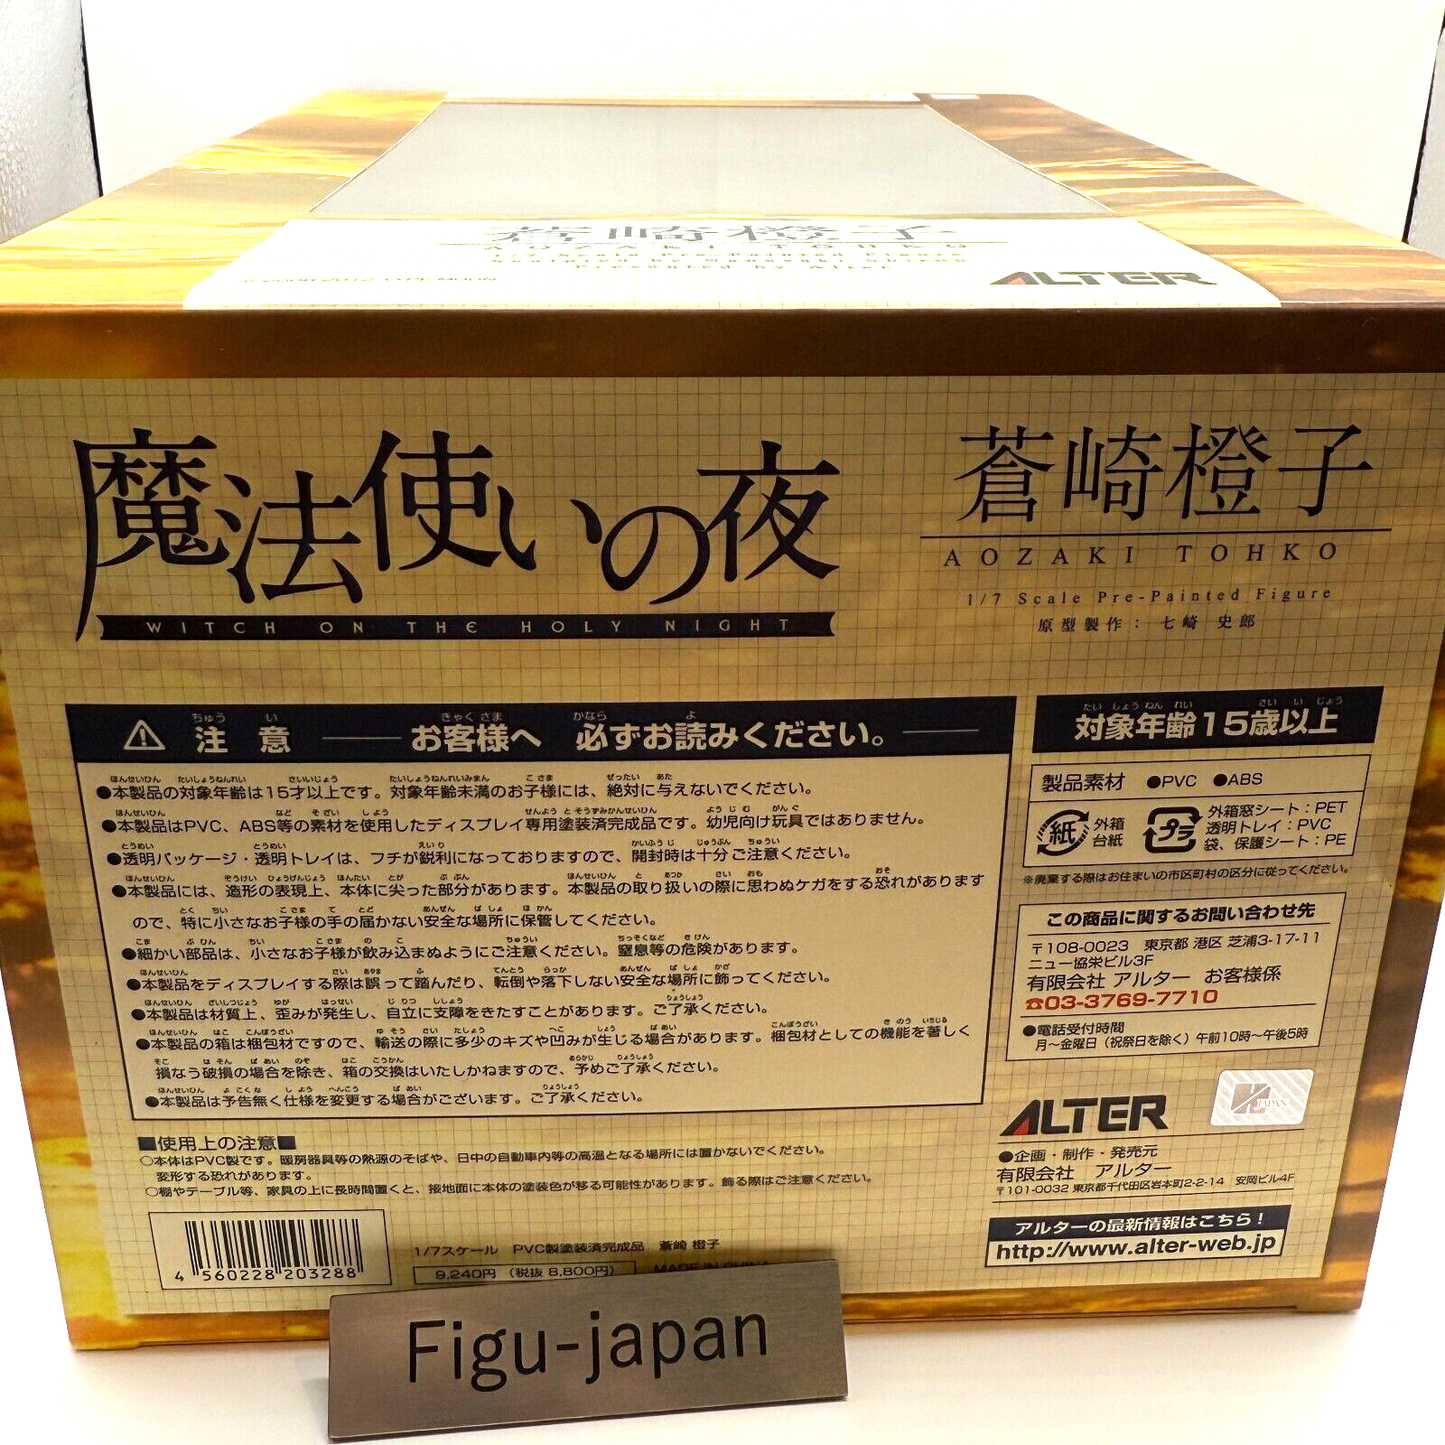 蒼崎橙子
AOZAKI TOHKO
1/7 Scale Pre-Painted Figure
Presented by Alter
ALTER
魔法使いの夜
WITCH ON THE HOLY NIGHT
蒼崎橙子
AOZAKI TOHKO
1/7 Scale Pre-Painted Figure
原型製作：七崎 史郎
注意 お客様へ 必ずお読みください。
●本製品の対象年齢は15才以上です。対象年齢未満のお子様には、絶対に与えないでください。
●本製品はPVC、ABS等の素材を使用したディスプレイ専用塗装済完成品です。幼児向け玩具ではありません。
●透明パッケージ・透明トレイは、フチが鋭利になっておりますので、開封時は十分ご注意ください。
●本製品には、造形の表現上、本体に尖った部分があります。本製品の取り扱いの際に思わぬケガをする恐れがあります
ので、特に小さなお子様の手の届かない安全な場所に保管してください。
●細かい部品は、小さなお子様が飲み込まぬようにご注意ください。窒息等の危険があります。
●本製品をディスプレイする際は誤って踏んだり、転倒や落下しない安全な場所に飾ってください。
●本製品は材質上、歪みが発生し、自立に支障をきたすことがあります。ご了承ください。
●本製品の箱は梱包材ですので、輸送の際に多少のキズや凹みが生じる場合があります。梱包材としての機能を著しく
損なう破損の場合を除き、箱の交換はいたしかねますので、予めご了承ください。
●本製品は予告無く仕様を変更する場合がございます。ご了承ください。
■使用上の注意■
○本体はPVC製です。暖房器具等の熱源のそばや、日中の自動車内等の高温となる場所には置かないでください。
変形する恐れがあります。
○棚やテーブル等、家具の上に長時間置くと、接地面に本体の塗装色が移る可能性があります。飾る際はご注意ください。
4 560228 203288
1/7スケール PVC製塗装済完成品 蒼崎 橙子
9,240円 （税抜 8,800円）
MADE IN CHINA
対象年齢15歳以上
製品素材 ●PVC ●ABS
紙 外箱
台紙
プラ 外箱窓シート：PET
透明トレイ：PVC
袋、保護シート：PE
※廃棄する際はお住まいの市区町村の区分に従ってください。
この商品に関するお問い合わせ先
〒108-0023 東京都 港区 芝浦3-17-11
ニュー協栄ビル3F
有限会社 アルター お客様係
☎03-3769-7710
●電話受付時間
月～金曜日（祝祭日を除く）午前10時～午後5時
JAPAN
ALTER
●企画・制作・発売元
有限会社 アルター
〒101-0032 東京都千代田区岩本町2-2-14 安岡ビル4F
アルターの最新情報はこちら！
http://www.alter-web.jp
Figu-japan